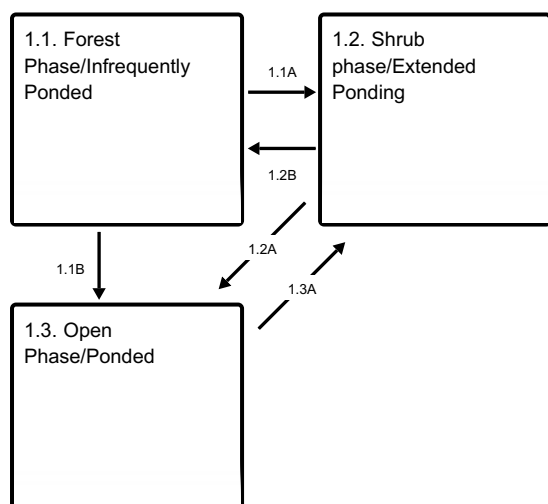 1.1. Forest
Phase/Infrequently
Ponded
1.1A
1.2. Shrub
phase/Extended
Ponding
1.2B
1.2A
1.1B
1.3A
1.3. Open
Phase/Ponded